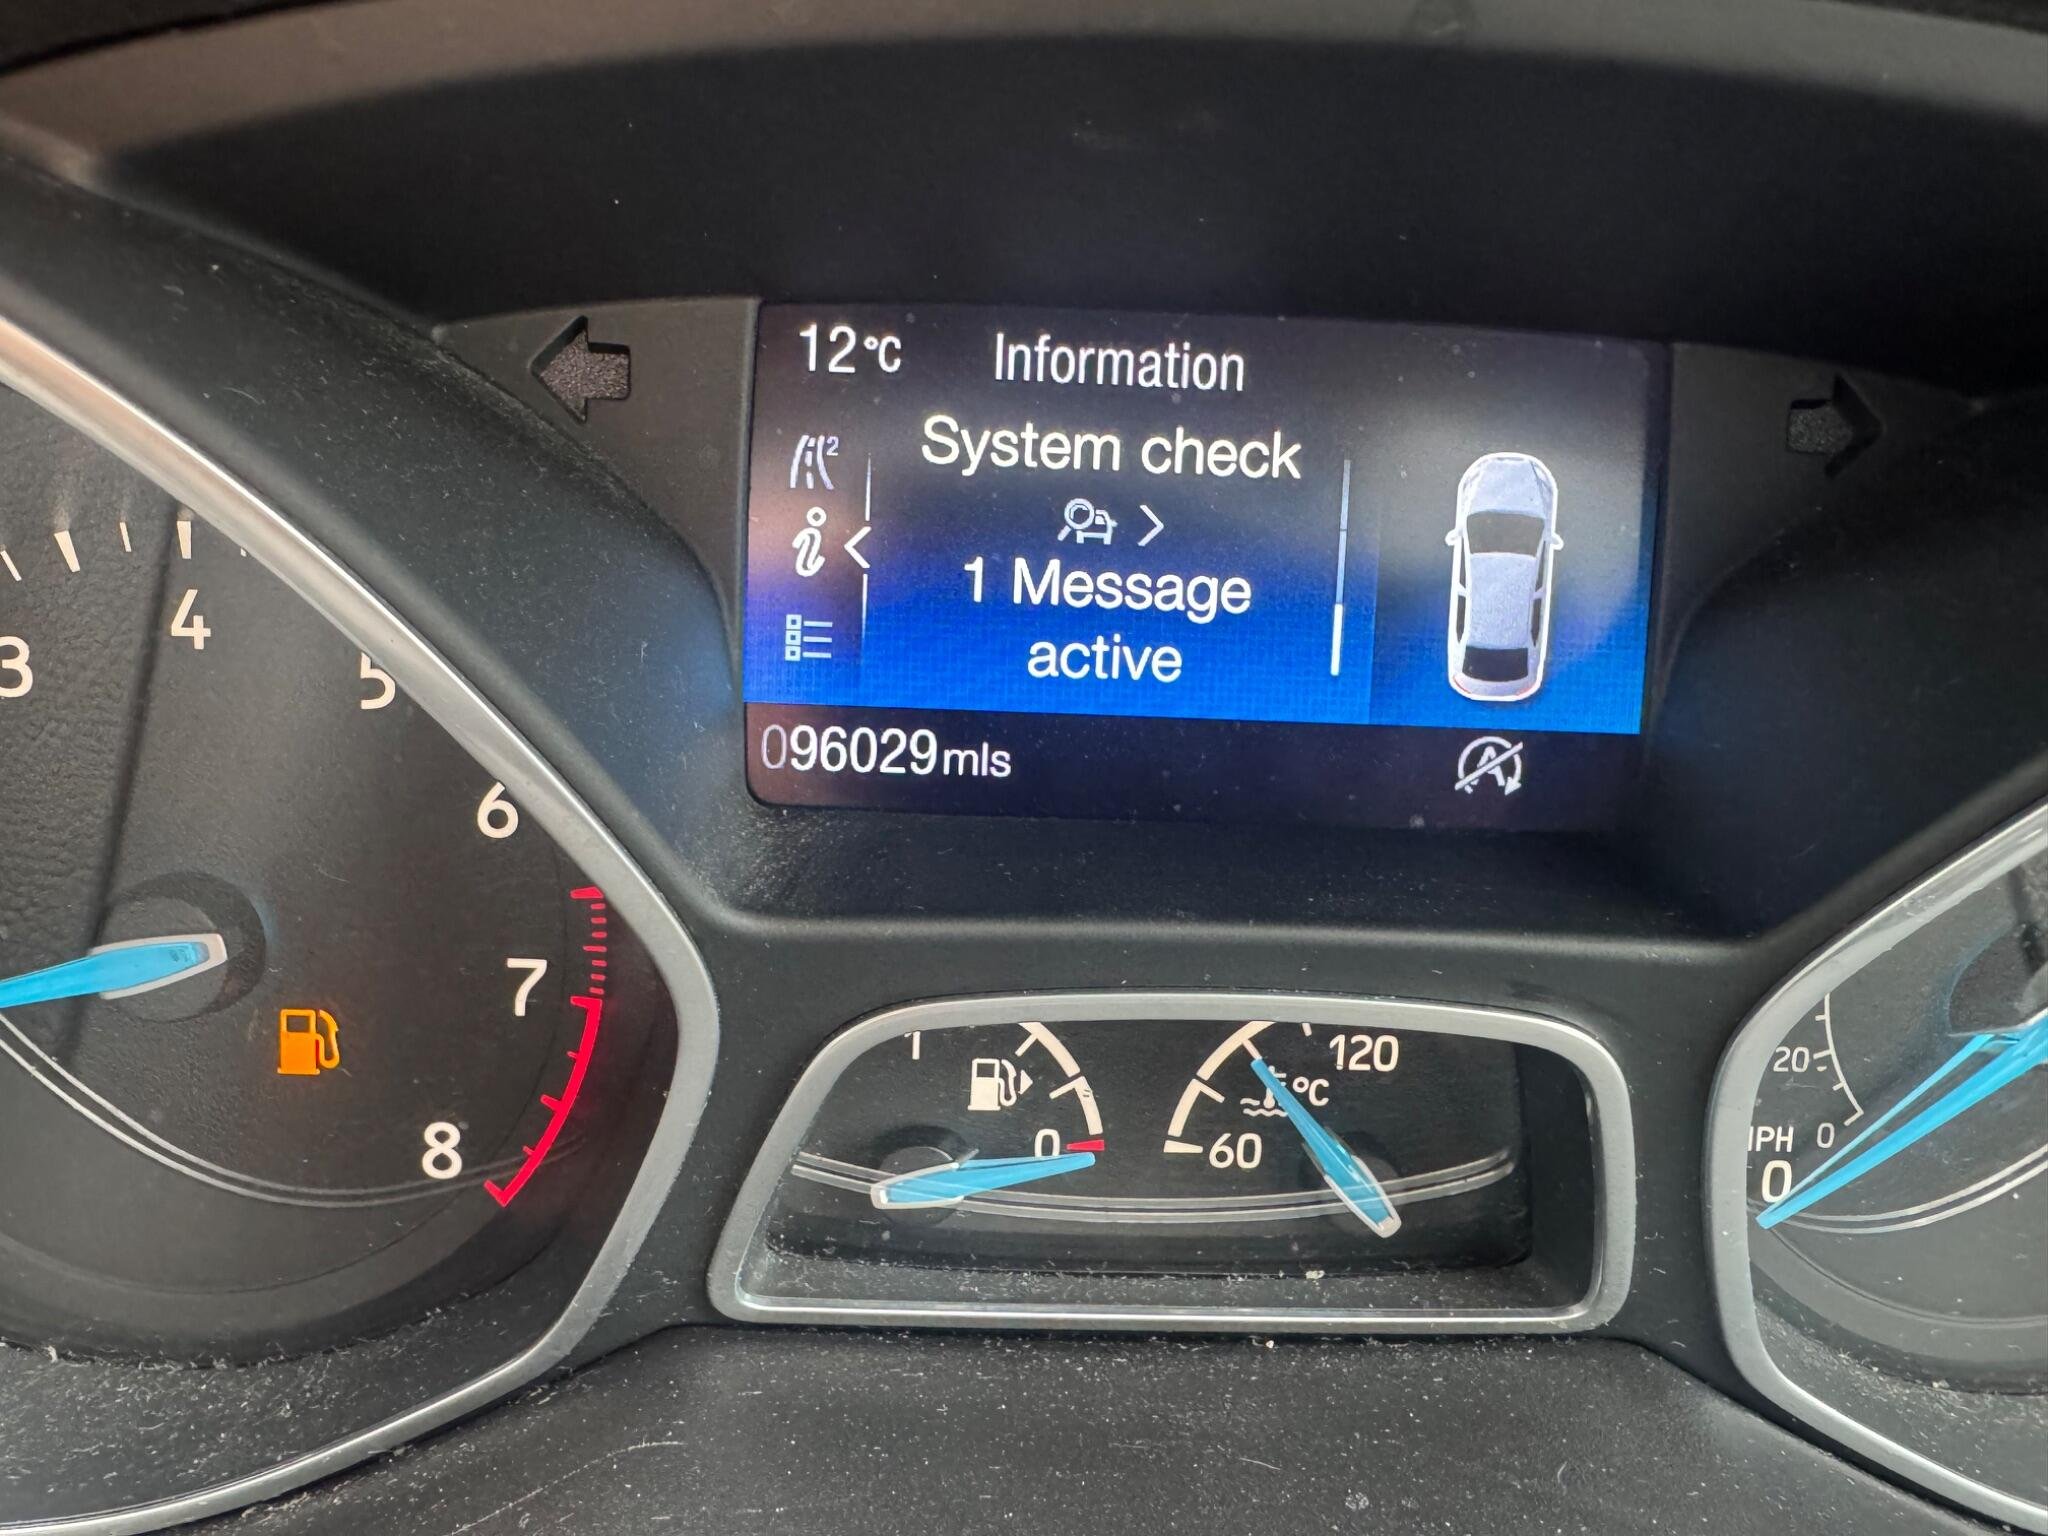 12°C Information
System check
2
i
1 Message
active
096029mls
A
3 4 5 6 7 8
1 0
120
°C
60
20
MPH 0
0